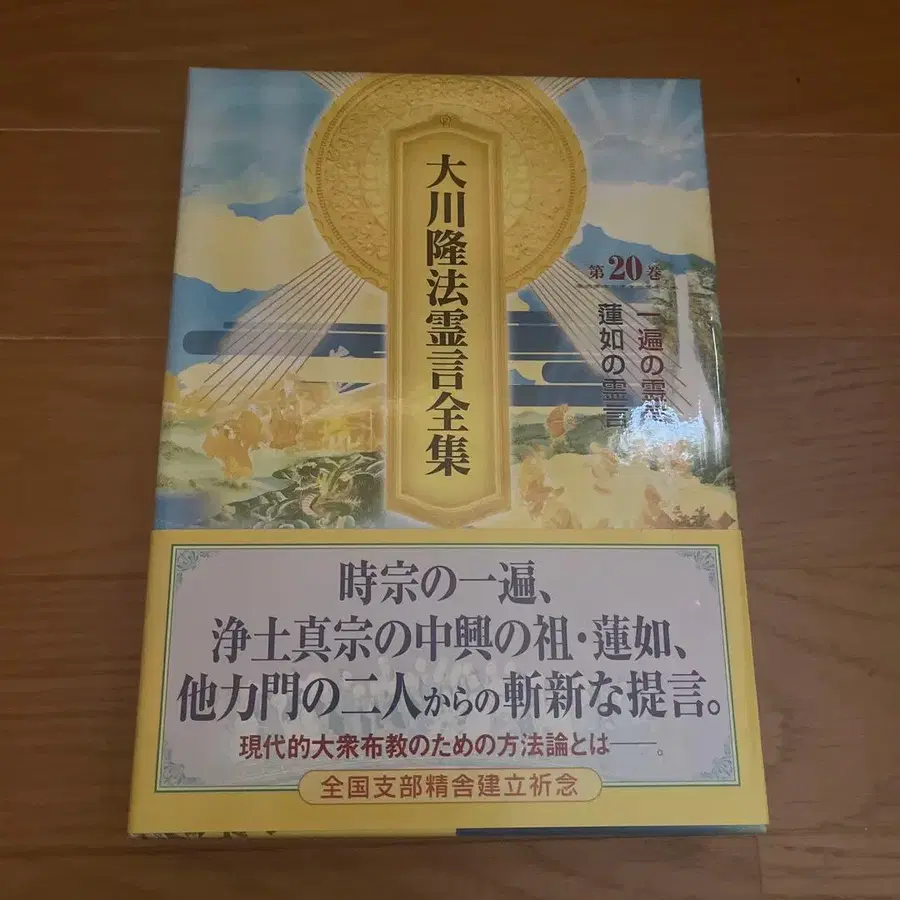 大川隆法霊言全集
第20巻
一遍の霊言
蓮如の霊言
時宗の一遍、
浄土真宗の中興の祖・蓮如、
他力門の二人からの斬新な提言。
現代的大衆布教のための方法論とは――。
全国支部精舎建立祈念